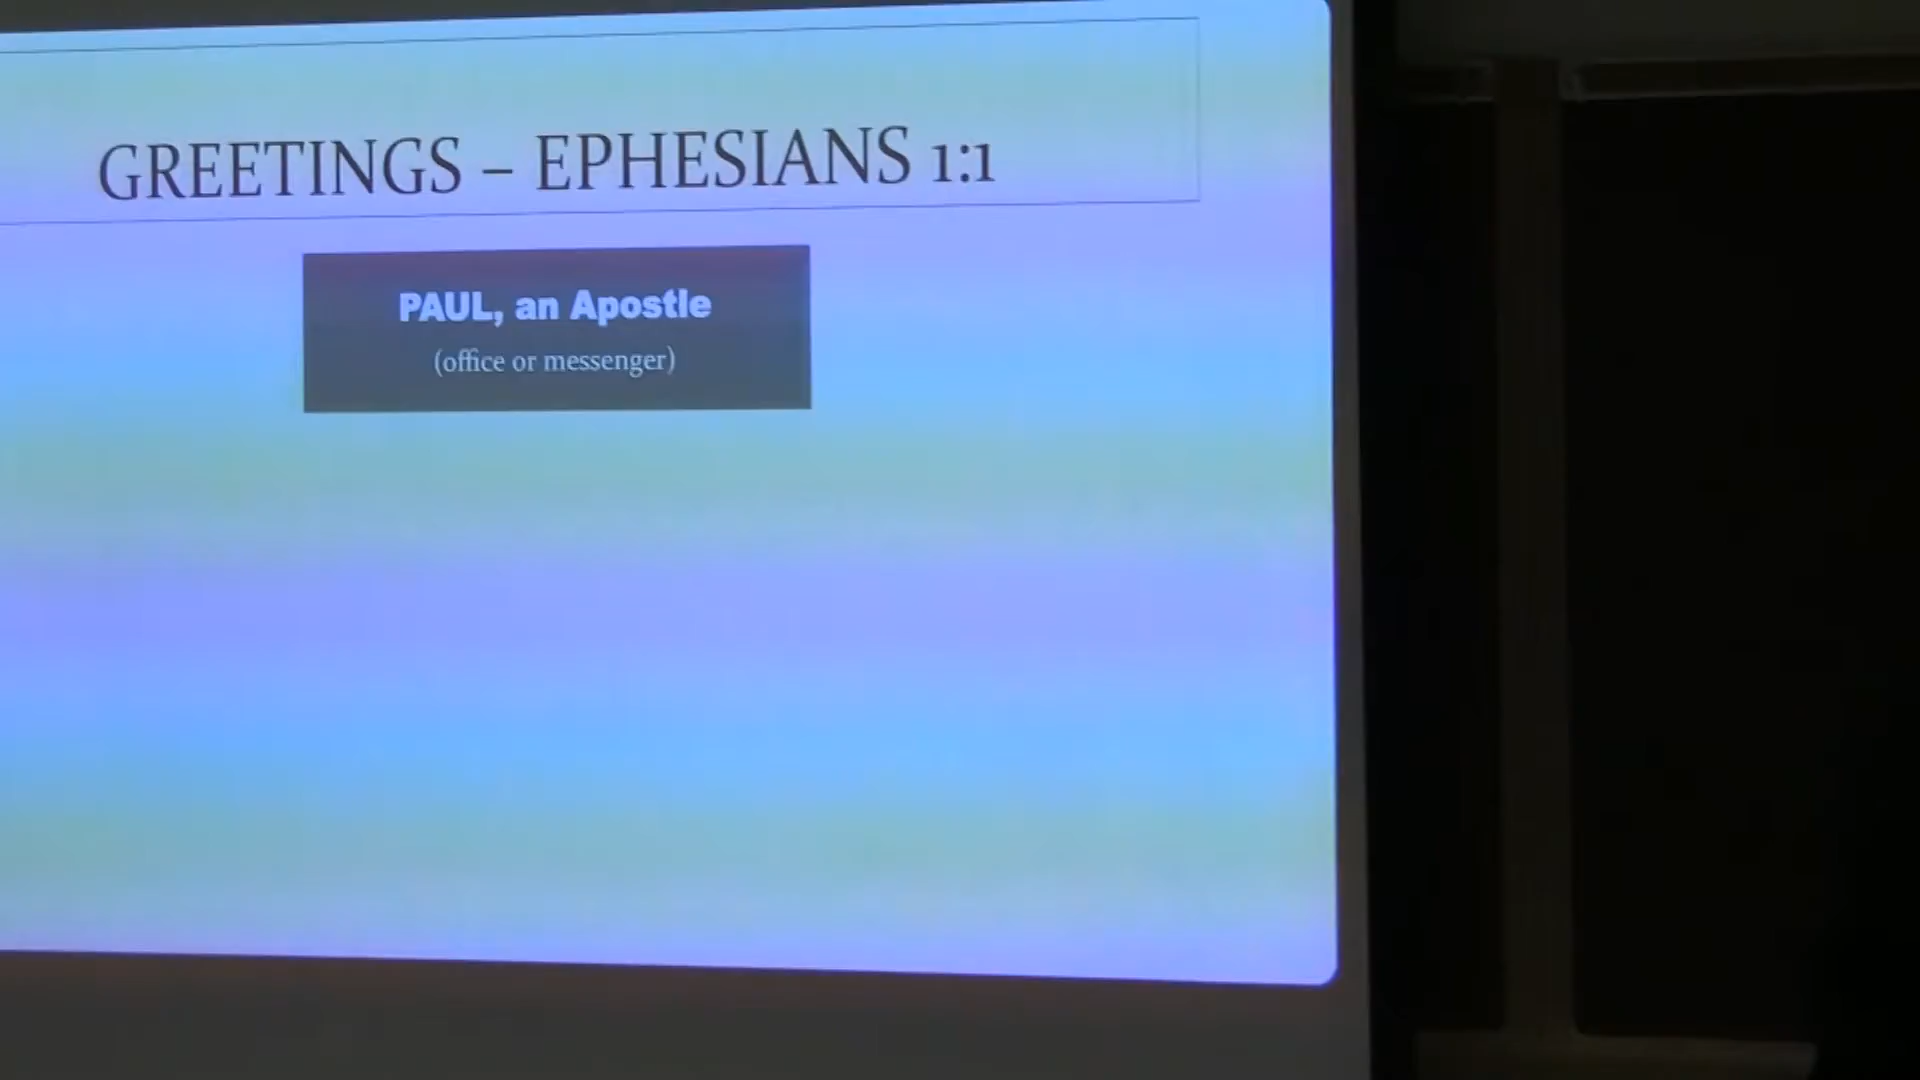 GREETINGS – EPHESIANS 1:1
PAUL, an Apostle
(office or messenger)